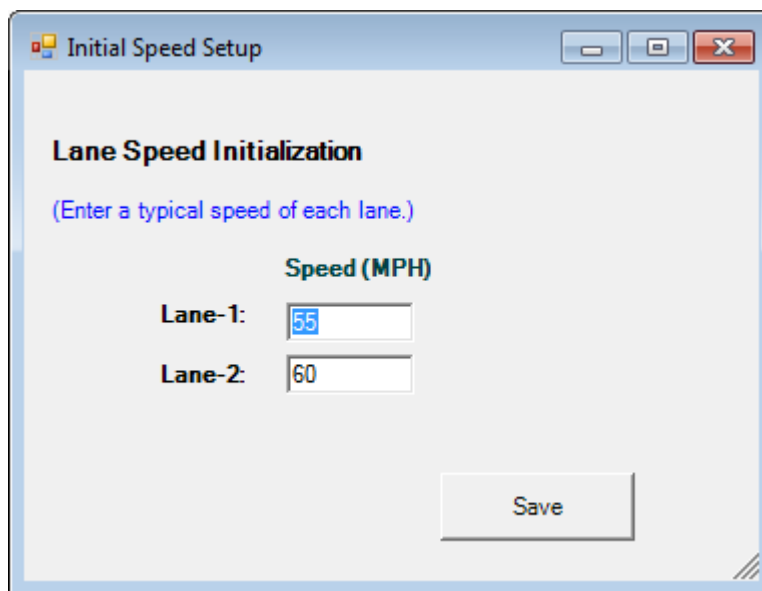 Initial Speed Setup
Lane Speed Initialization
(Enter a typical speed of each lane.)
Speed (MPH)
Lane-1: 55
Lane-2: 60
Save